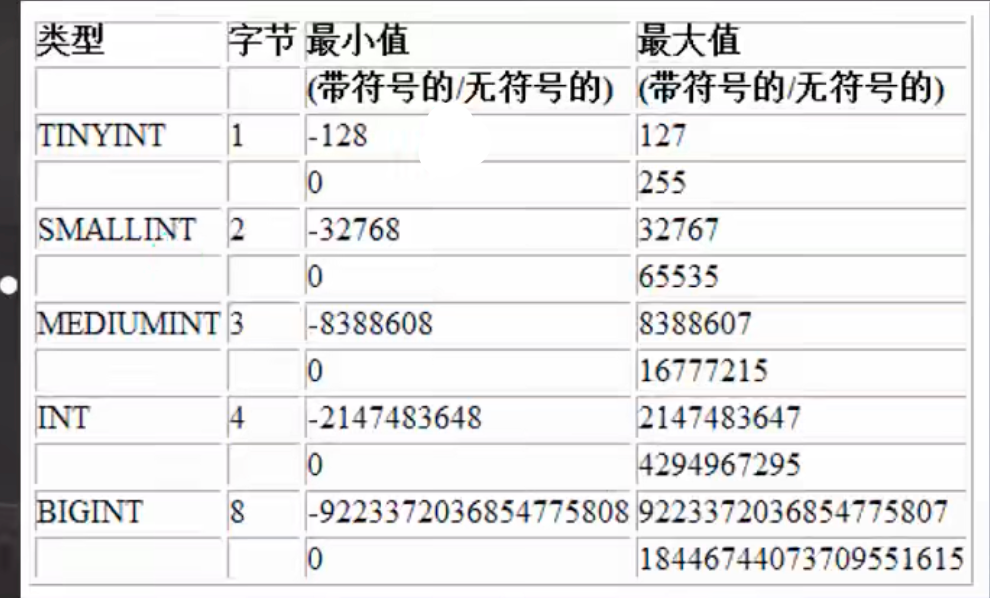 类型 字节 最小值 最大值
(带符号的/无符号的) (带符号的/无符号的)
TINYINT 1 -128 127
0 255
SMALLINT 2 -32768 32767
0 65535
MEDIUMINT 3 -8388608 8388607
0 16777215
INT 4 -2147483648 2147483647
0 4294967295
BIGINT 8 -9223372036854775808 9223372036854775807
0 18446744073709551615